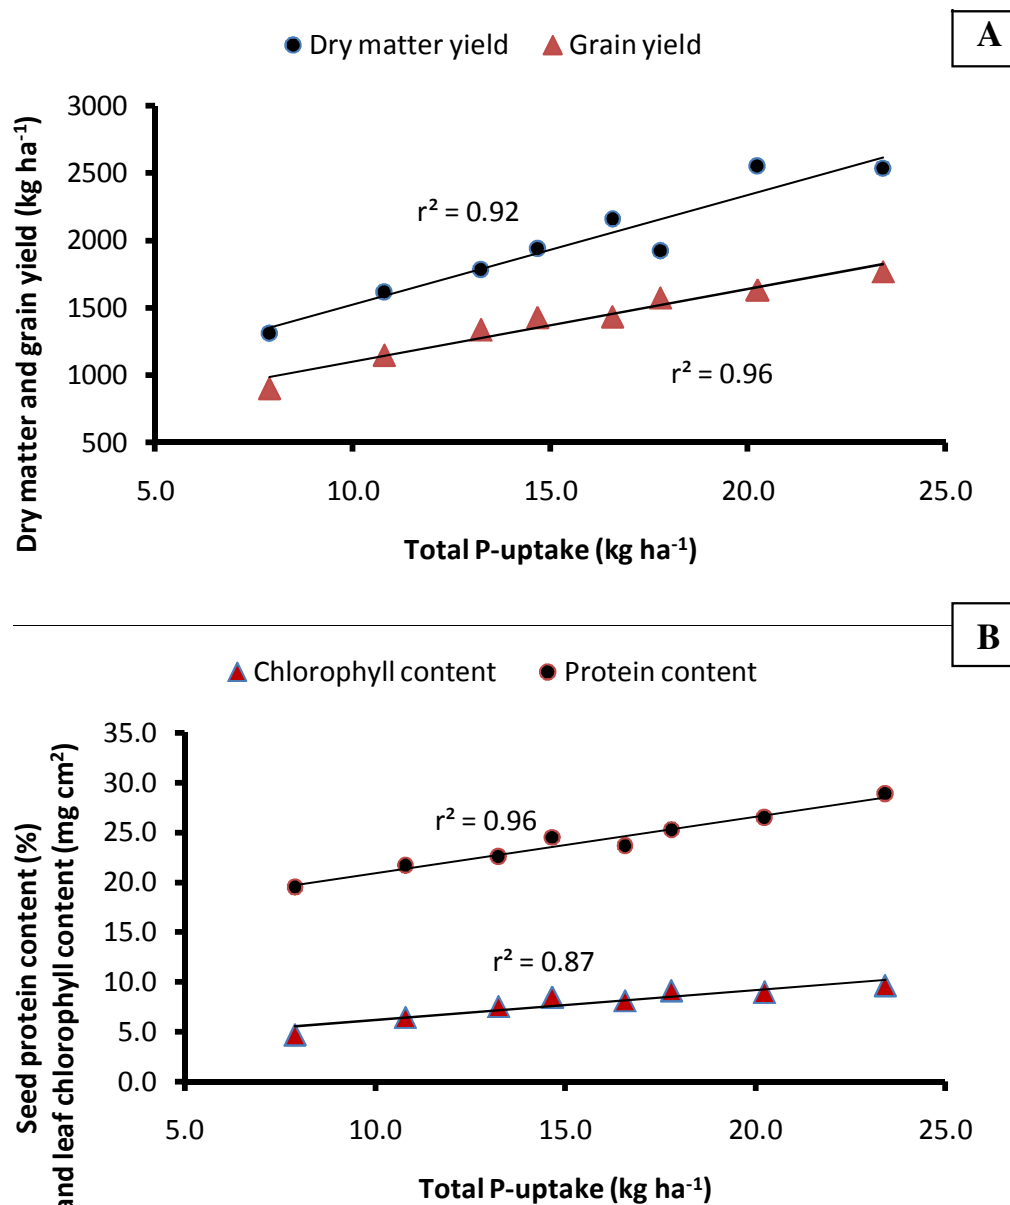 A
Dry matter yield Grain yield
Dry matter and grain yield (kg ha⁻¹)
3000
2500
2000
1500
1000
500
r² = 0.92
r² = 0.96
5.0 10.0 15.0 20.0 25.0
Total P-uptake (kg ha⁻¹)
B
Chlorophyll content Protein content
Seed protein content (%)
and leaf chlorophyll content (mg cm²)
35.0
30.0
25.0
20.0
15.0
10.0
5.0
0.0
r² = 0.96
r² = 0.87
5.0 10.0 15.0 20.0 25.0
Total P-uptake (kg ha⁻¹)